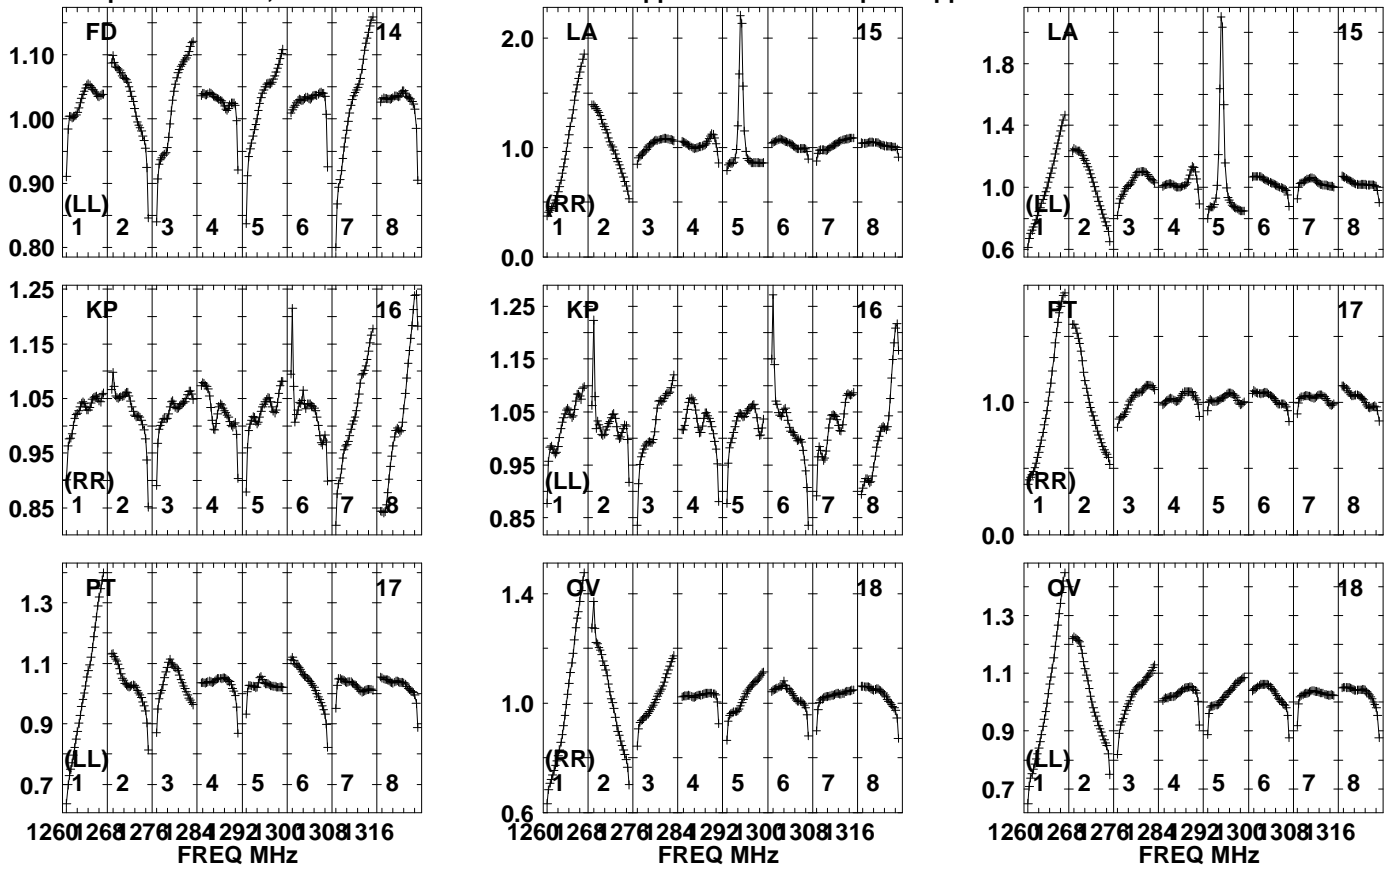 FD 14
1.10
1.00
0.90
0.80
(LL)
1 2 3 4 5 6 7 8
LA 15
2.0
1.0
0.0
(RR)
1 2 3 4 5 6 7 8
LA 15
1.8
1.4
1.0
0.6
(LL)
1 2 3 4 5 6 7 8
KP 16
1.25
1.15
1.05
0.95
0.85
(RR)
1 2 3 4 5 6 7 8
KP 16
1.25
1.15
1.05
0.95
0.85
(LL)
1 2 3 4 5 6 7 8
PT 17
1.0
0.0
(RR)
1 2 3 4 5 6 7 8
PT 17
1.3
1.1
0.9
0.7
(LL)
1 2 3 4 5 6 7 8
1260 1268 1276 1284 1292 1300 1308 1316
FREQ MHz
OV 18
1.4
1.0
0.6
(RR)
1 2 3 4 5 6 7 8
1260 1268 1276 1284 1292 1300 1308 1316
FREQ MHz
OV 18
1.3
1.1
0.9
0.7
(LL)
1 2 3 4 5 6 7 8
1260 1268 1276 1284 1292 1300 1308 1316
FREQ MHz